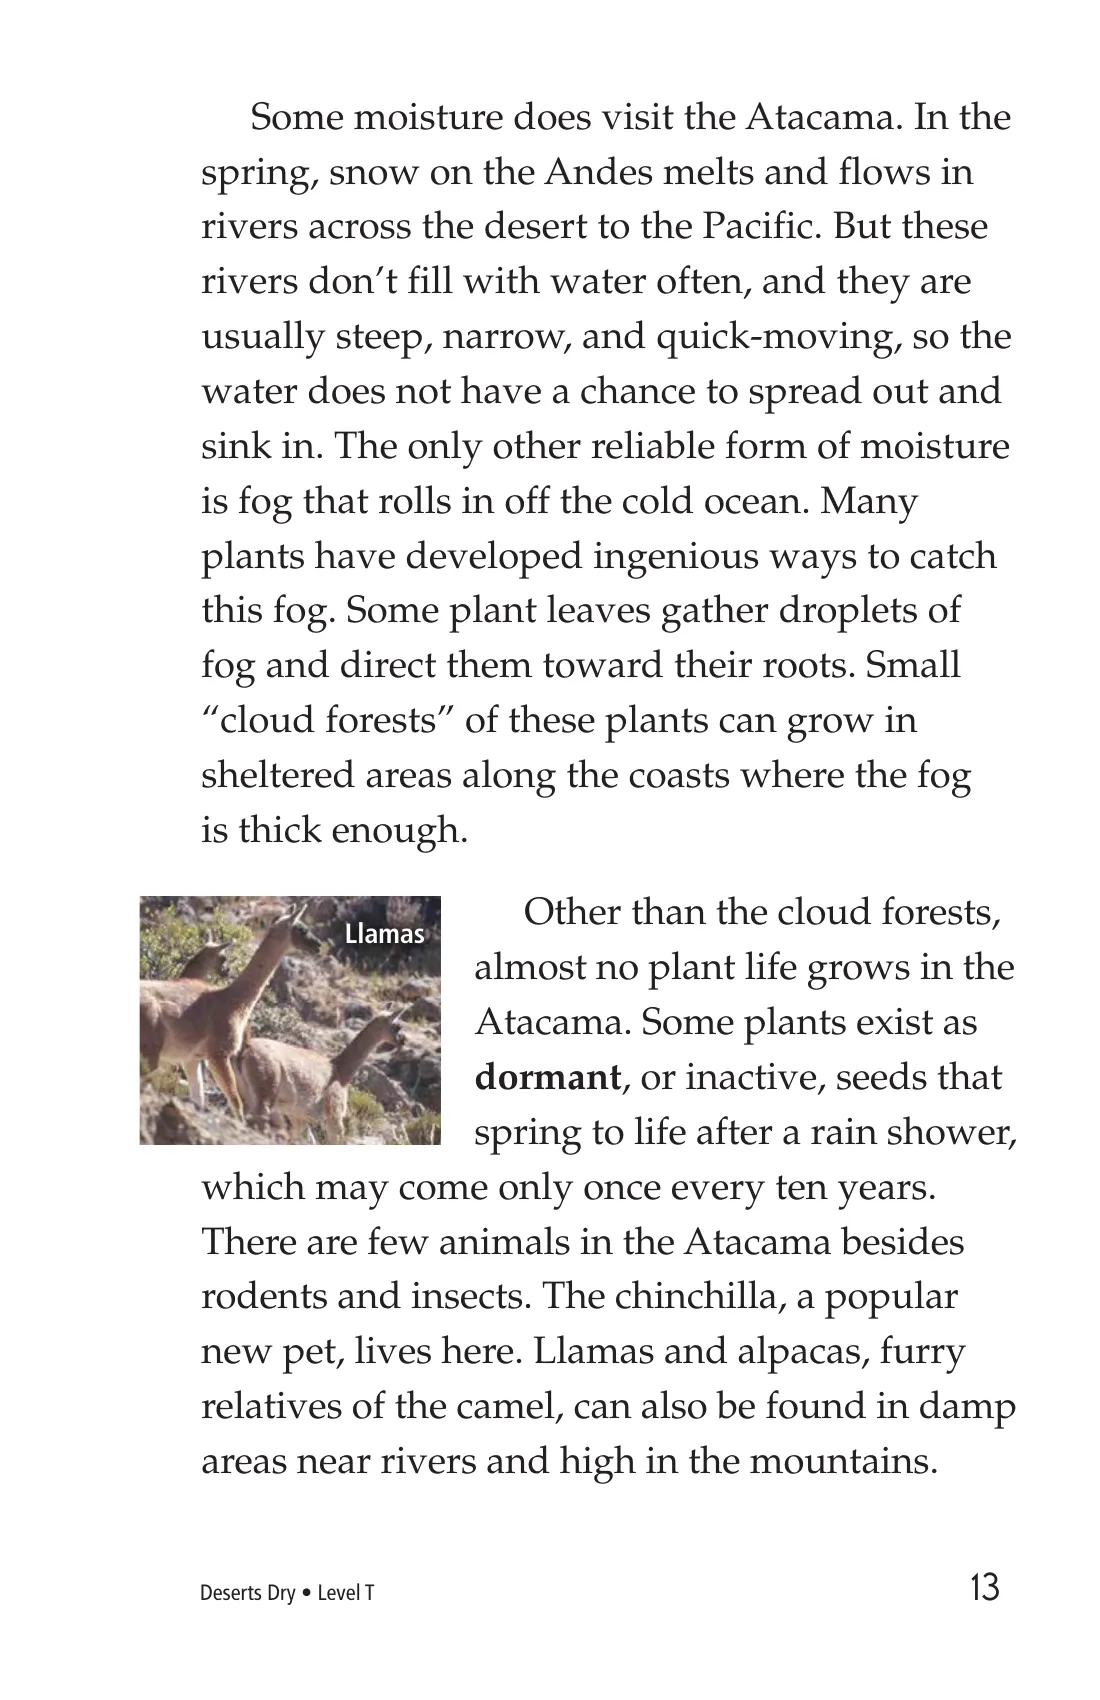 Some moisture does visit the Atacama. In the
spring, snow on the Andes melts and flows in
rivers across the desert to the Pacific. But these
rivers don’t fill with water often, and they are
usually steep, narrow, and quick-moving, so the
water does not have a chance to spread out and
sink in. The only other reliable form of moisture
is fog that rolls in off the cold ocean. Many
plants have developed ingenious ways to catch
this fog. Some plant leaves gather droplets of
fog and direct them toward their roots. Small
“cloud forests” of these plants can grow in
sheltered areas along the coasts where the fog
is thick enough.
Llamas
Other than the cloud forests,
almost no plant life grows in the
Atacama. Some plants exist as
dormant, or inactive, seeds that
spring to life after a rain shower,
which may come only once every ten years.
There are few animals in the Atacama besides
rodents and insects. The chinchilla, a popular
new pet, lives here. Llamas and alpacas, furry
relatives of the camel, can also be found in damp
areas near rivers and high in the mountains.
Deserts Dry • Level T
13